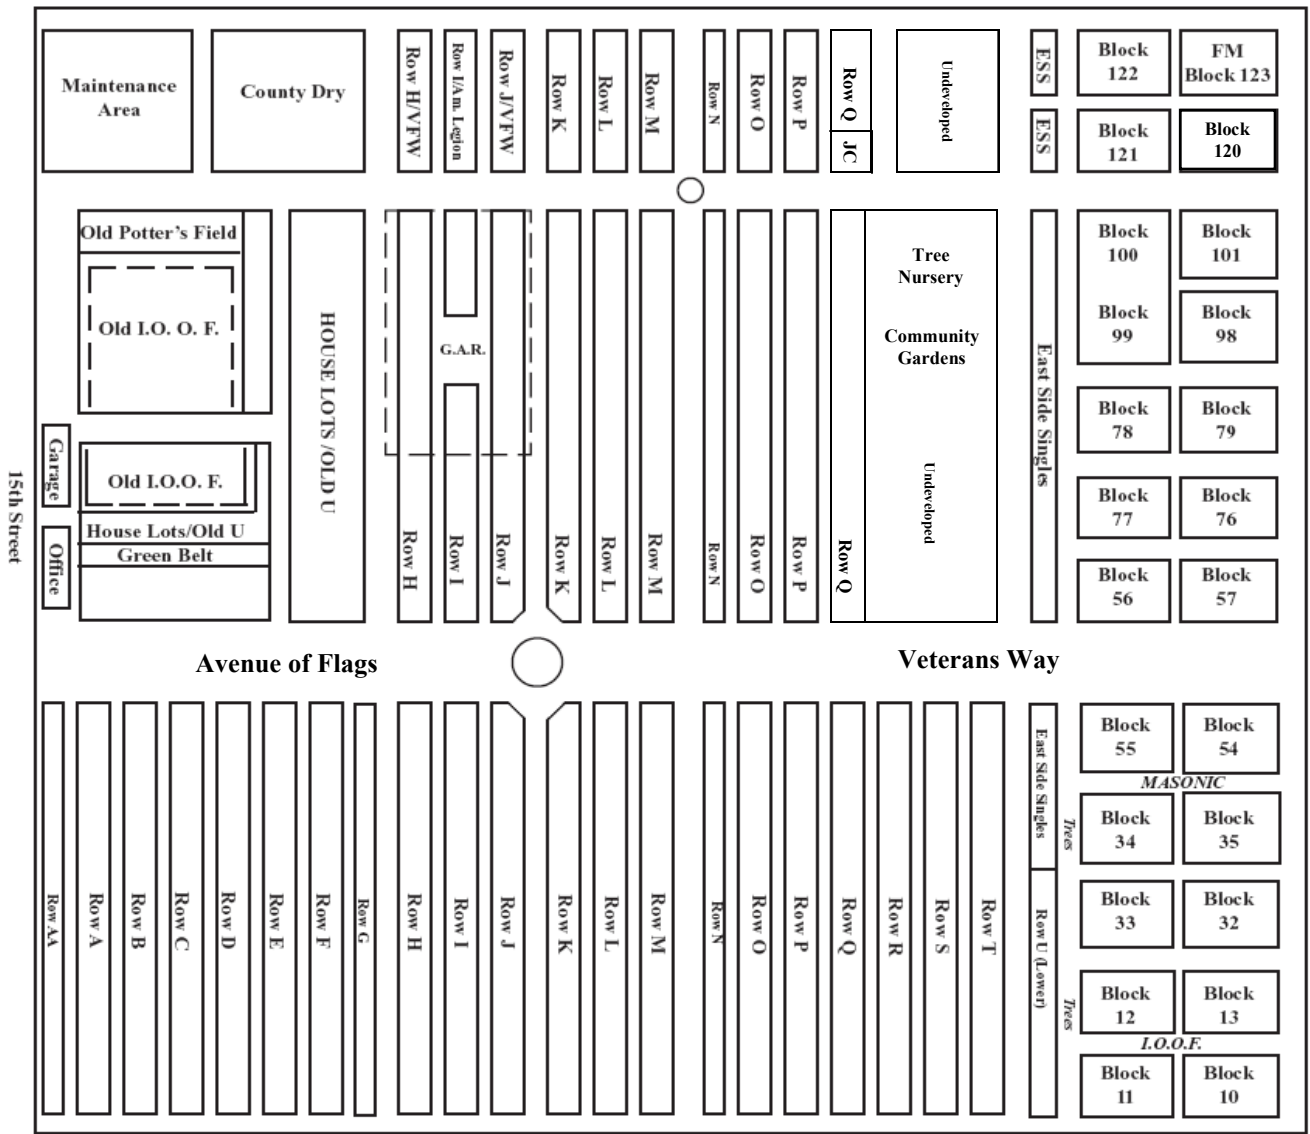 Maintenance
Area
County Dry
Row H/VFW
Row I/Am. Legion
Row J/VFW
Row K
Row L
Row M
Row N
Row O
Row P
Row Q
JC
Undeveloped
ESS
ESS
Block
122
FM
Block 123
Block
121
Block
120
Old Potter's Field
Old I.O. O. F.
HOUSE LOTS /OLD U
G.A.R.
Tree
Nursery
Community
Gardens
Undeveloped
East Side Singles
Block
100
Block
101
Block
99
Block
98
Block
78
Block
79
Block
77
Block
76
Block
56
Block
57
15th Street
Garage
Office
Old I.O.O. F.
House Lots/Old U
Green Belt
Row H
Row I
Row J
Row K
Row L
Row M
Row N
Row O
Row P
Row Q
Avenue of Flags
Veterans Way
Row AA
Row A
Row B
Row C
Row D
Row E
Row F
Row G
Row H
Row I
Row J
Row K
Row L
Row M
Row N
Row O
Row P
Row Q
Row R
Row S
Row T
East Side Singles
Row U (Lower)
Block
55
Block
54
MASONIC
Trees
Block
34
Block
35
Block
33
Block
32
Trees
Block
12
Block
13
I.O.O.F.
Block
11
Block
10